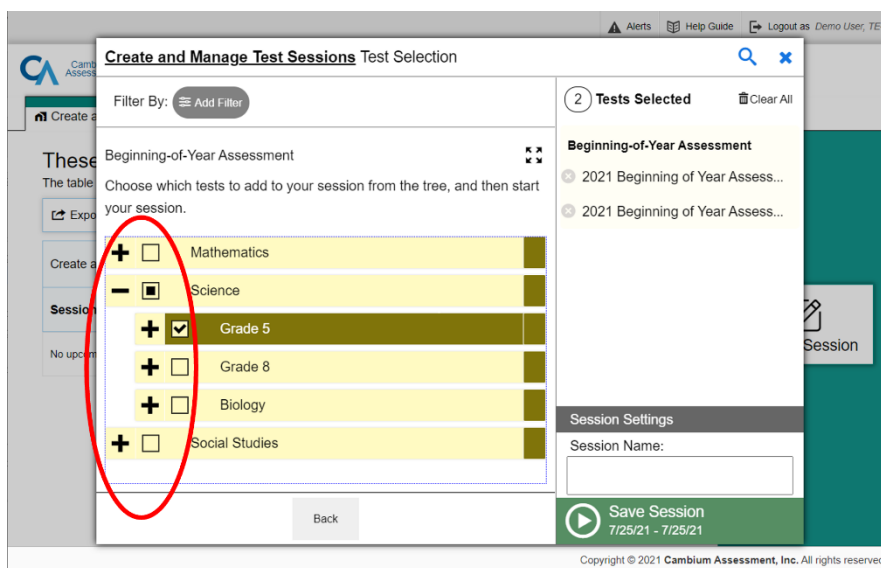 Alerts Help Guide Logout as Demo User, TE
CA Camb
Assess
Create a
These
The table
Expo
Create a
Session
No upcom
Session
Create and Manage Test Sessions Test Selection
Filter By: Add Filter
Beginning-of-Year Assessment
Choose which tests to add to your session from the tree, and then start
your session.
Mathematics
Science
Grade 5
Grade 8
Biology
Social Studies
Back
2 Tests Selected Clear All
Beginning-of-Year Assessment
2021 Beginning of Year Assess...
2021 Beginning of Year Assess...
Session Settings
Session Name:
Save Session
7/25/21 - 7/25/21
Copyright © 2021 Cambium Assessment, Inc. All rights reserved